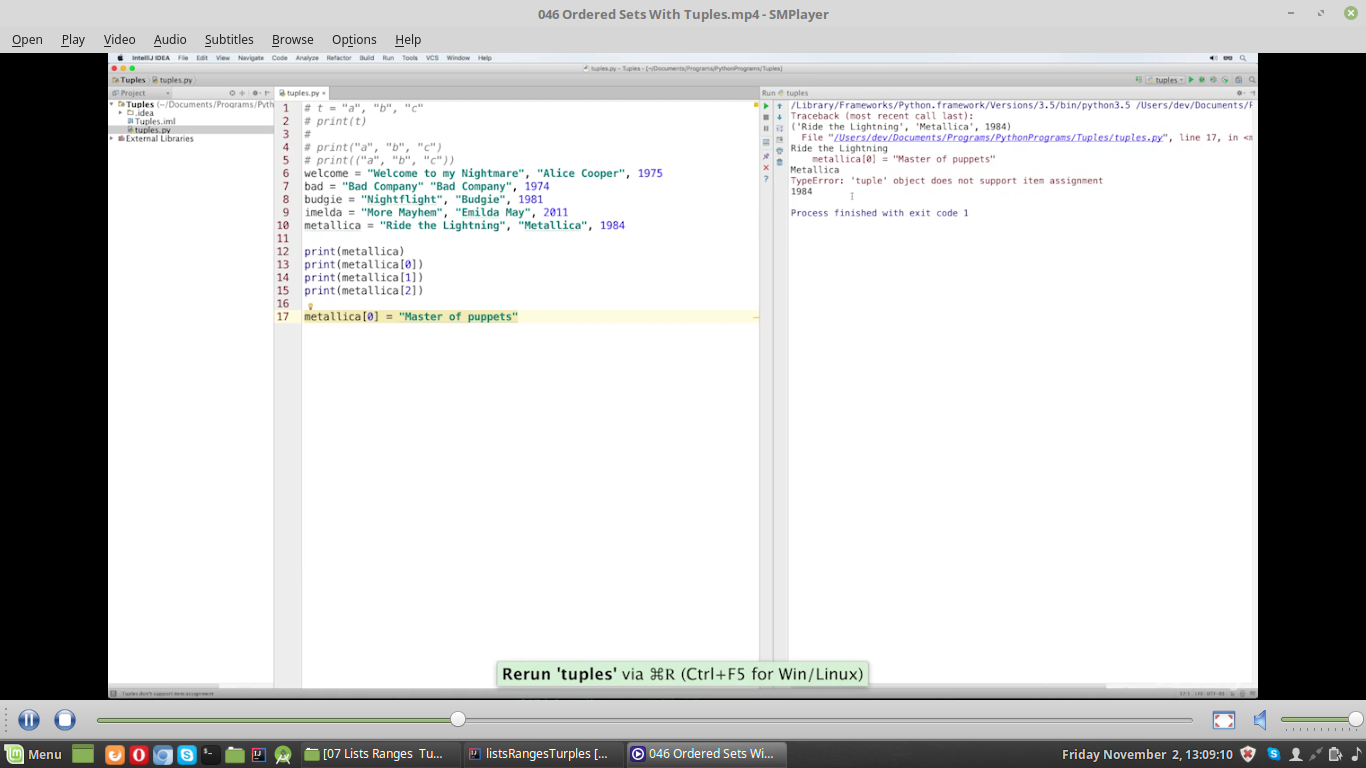 046 Ordered Sets With Tuples.mp4 - SMPlayer
Open Play Video Audio Subtitles Browse Options Help
IntelliJ IDEA File Edit View Navigate Code Analyze Refactor Build Run Tools VCS Window Help
tuples.py - Tuples - [~/Documents/Programs/PythonPrograms/Tuples]
Tuples tuples.py
tuples
Project
Tuples (~/Documents/Programs/Pyth
.idea
Tuples.iml
tuples.py
External Libraries
tuples.py
1 # t = "a", "b", "c"
2 # print(t)
3 #
4 # print("a", "b", "c")
5 # print(("a", "b", "c"))
6 welcome = "Welcome to my Nightmare", "Alice Cooper", 1975
7 bad = "Bad Company" "Bad Company", 1974
8 budgie = "Nightflight", "Budgie", 1981
9 imelda = "More Mayhem", "Emilda May", 2011
10 metallica = "Ride the Lightning", "Metallica", 1984
11
12 print(metallica)
13 print(metallica[0])
14 print(metallica[1])
15 print(metallica[2])
16
17 metallica[0] = "Master of puppets"
Run tuples
/Library/Frameworks/Python.framework/Versions/3.5/bin/python3.5 /Users/dev/Documents/F
Traceback (most recent call last):
('Ride the Lightning', 'Metallica', 1984)
File "/Users/dev/Documents/Programs/PythonPrograms/Tuples/tuples.py", line 17, in <m
Ride the Lightning
metallica[0] = "Master of puppets"
Metallica
TypeError: 'tuple' object does not support item assignment
1984
Process finished with exit code 1
Rerun 'tuples' via ⌘R (Ctrl+F5 for Win/Linux)
Tuples don't support item assignment
Menu
[07 Lists Ranges Tu...
listsRangesTurples [...
046 Ordered Sets Wi...
Friday November 2, 13:09:10